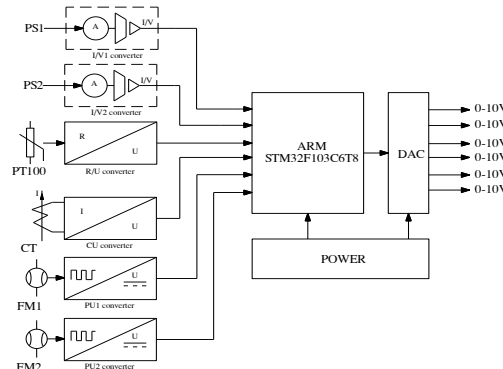 PS1
A
I/V
I/V1 converter
PS2
A
I/V
I/V2 converter
R
U
PT100
R/U converter
I
I
U
CT
CU converter
U
FM1
PU1 converter
U
FM2
PU2 converter
ARM
STM32F103C6T8
DAC
POWER
0-10V
0-10V
0-10V
0-10V
0-10V
0-10V